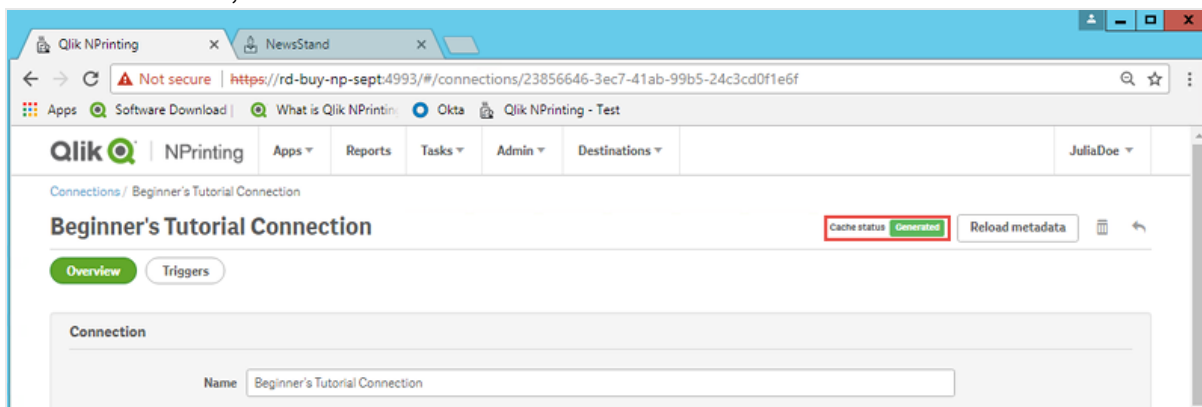 Qlik NPrinting NewsStand
Not secure | https://rd-buy-np-sept:4993/#/connections/23856646-3ec7-41ab-99b5-24c3cd0f1e6f
Apps Software Download | What is Qlik NPrinting Okta Qlik NPrinting - Test
Qlik NPrinting Apps Reports Tasks Admin Destinations JuliaDoe
Connections / Beginner's Tutorial Connection
Beginner's Tutorial Connection Cache status Generated Reload metadata
Overview Triggers
Connection
Name Beginner's Tutorial Connection